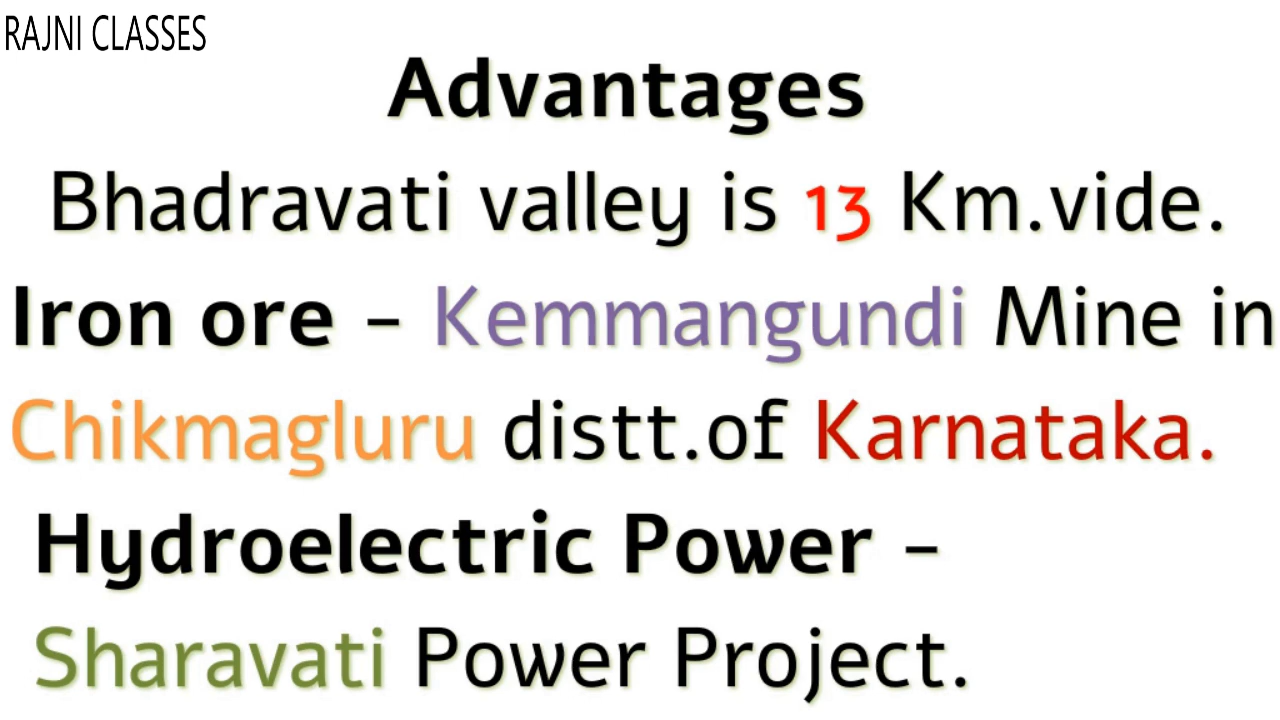 RAJNI CLASSES
Advantages
Bhadravati valley is 13 Km.vide.
Iron ore – Kemmangundi Mine in
Chikmagluru distt.of Karnataka.
Hydroelectric Power –
Sharavati Power Project.